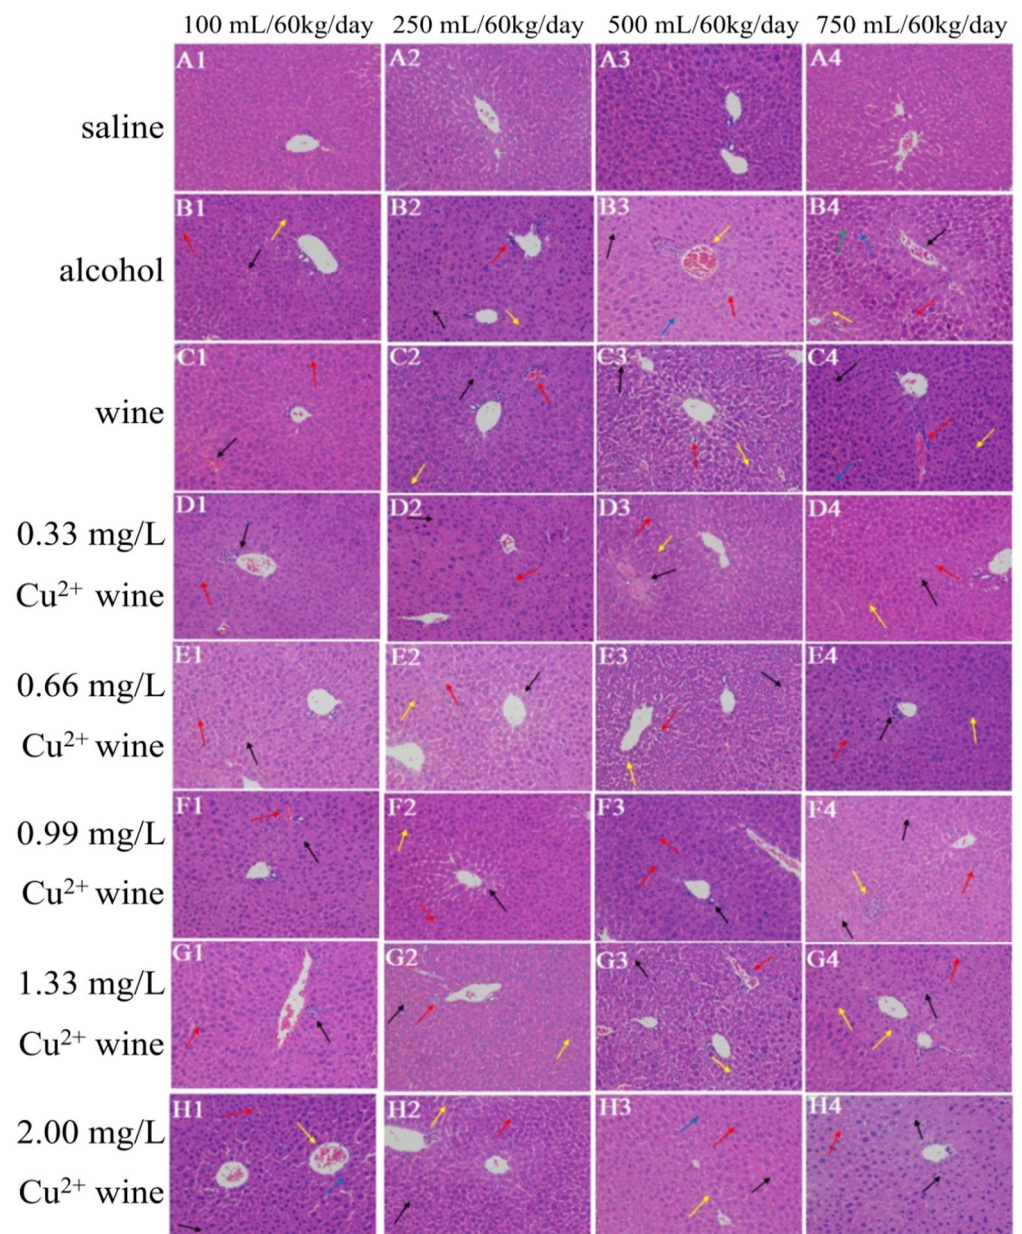 100 mL/60kg/day 250 mL/60kg/day 500 mL/60kg/day 750 mL/60kg/day
A1 A2 A3 A4
saline
B1 B2 B3 B4
alcohol
C1 C2 C3 C4
wine
D1 D2 D3 D4
0.33 mg/L
Cu²⁺ wine
E1 E2 E3 E4
0.66 mg/L
Cu²⁺ wine
F1 F2 F3 F4
0.99 mg/L
Cu²⁺ wine
G1 G2 G3 G4
1.33 mg/L
Cu²⁺ wine
H1 H2 H3 H4
2.00 mg/L
Cu²⁺ wine